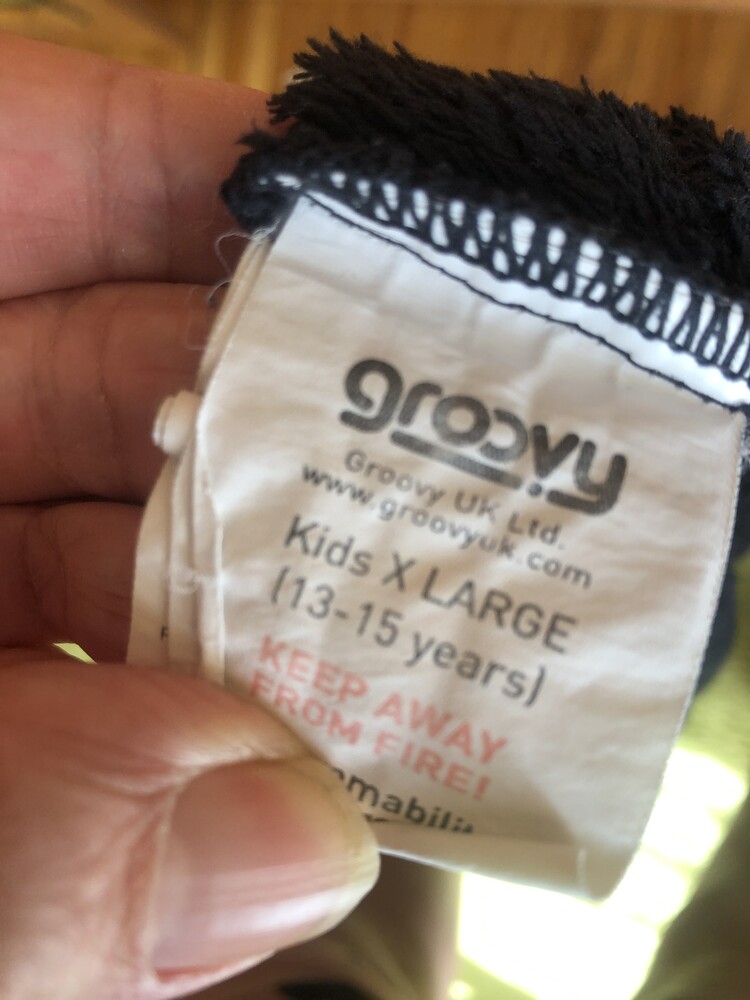 groovy
Groovy UK Ltd.
www.groovyuk.com
Kids X LARGE
(13-15 years)
KEEP AWAY
FROM FIRE!